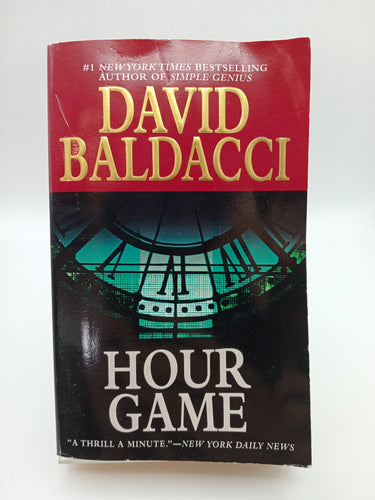 #1 NEW YORK TIMES BESTSELLING
AUTHOR OF SIMPLE GENIUS
DAVID
BALDACCI
HOUR
GAME
"A THRILL A MINUTE."—NEW YORK DAILY NEWS